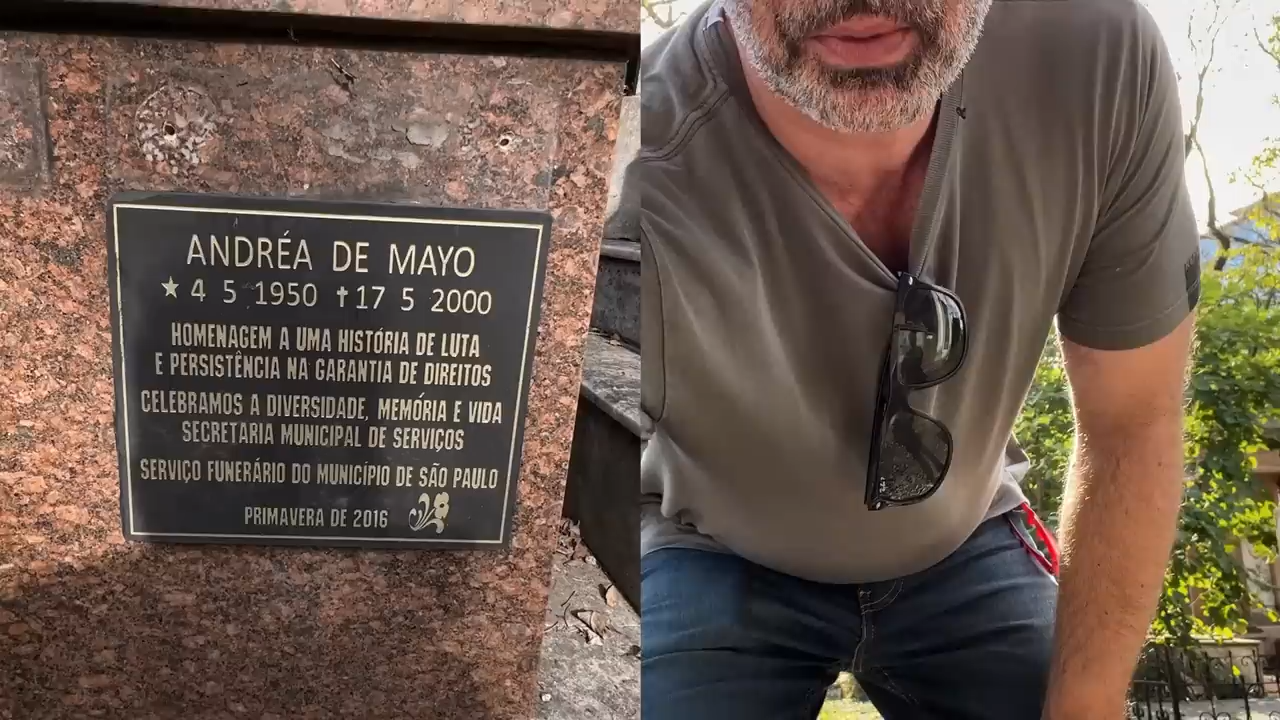 ANDRÉA DE MAYO
★ 4 5 1950 ✝ 17 5 2000
HOMENAGEM A UMA HISTÓRIA DE LUTA
E PERSISTÊNCIA NA GARANTIA DE DIREITOS
CELEBRAMOS A DIVERSIDADE, MEMÓRIA E VIDA
SECRETARIA MUNICIPAL DE SERVIÇOS
SERVIÇO FUNERÁRIO DO MUNICÍPIO DE SÃO PAULO
PRIMAVERA DE 2016